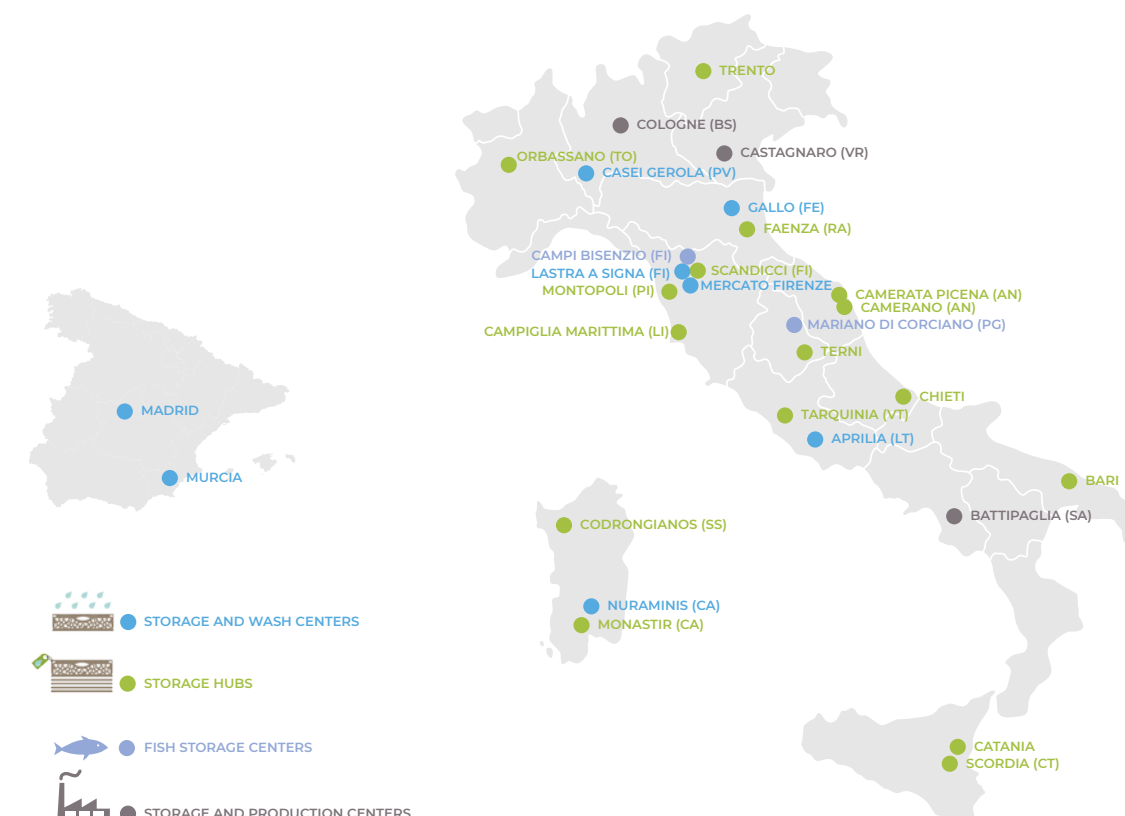 TRENTO
COLOGNE (BS)
CASTAGNARO (VR)
ORBASSANO (TO)
CASEI GEROLA (PV)
GALLO (FE)
FAENZA (RA)
CAMPI BISENZIO (FI)
LASTRA A SIGNA (FI)
SCANDICCI (FI)
MERCATO FIRENZE
MONTOPOLI (PI)
CAMERATA PICENA (AN)
CAMERANO (AN)
MARIANO DI CORCIANO (PG)
CAMPIGLIA MARITTIMA (LI)
TERNI
CHIETI
MADRID
TARQUINIA (VT)
APRILIA (LT)
MURCIA
BARI
BATTIPAGLIA (SA)
CODRONGIANOS (SS)
NURAMINIS (CA)
MONASTIR (CA)
STORAGE AND WASH CENTERS
STORAGE HUBS
FISH STORAGE CENTERS
CATANIA
SCORDIA (CT)
STORAGE AND PRODUCTION CENTERS